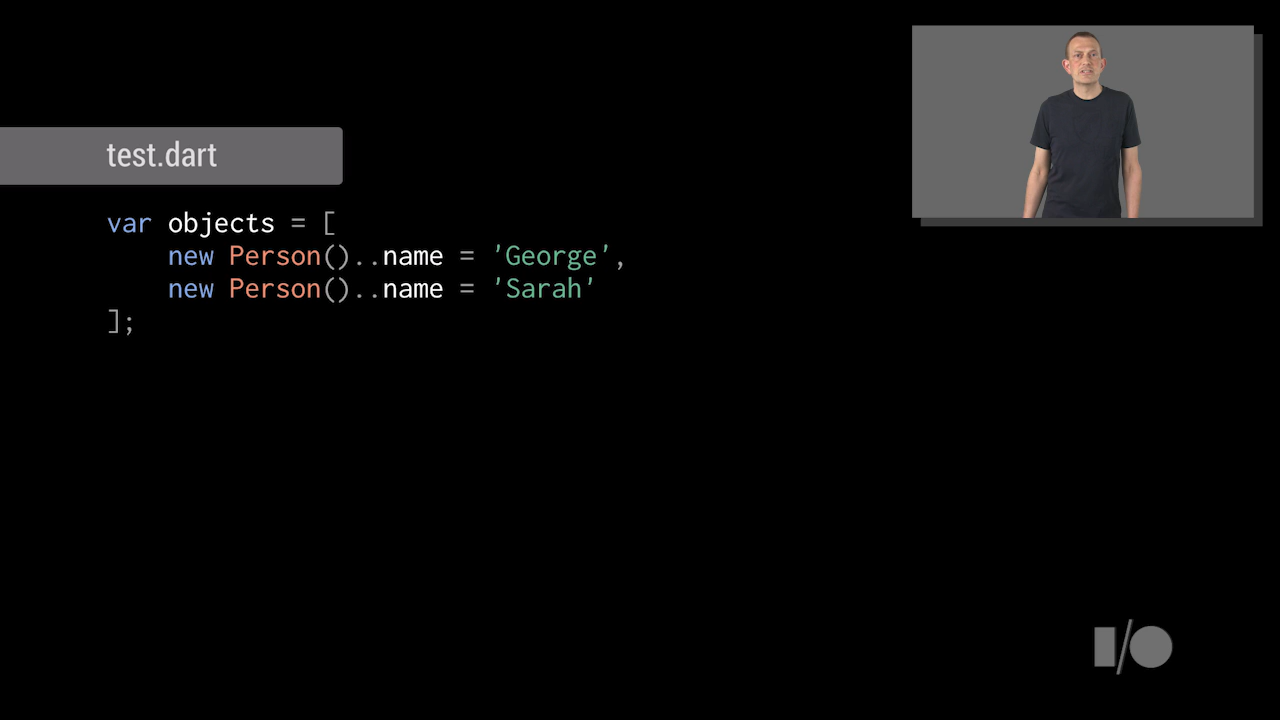 test.dart
var objects = [
    new Person()..name = 'George',
    new Person()..name = 'Sarah'
];
I/O